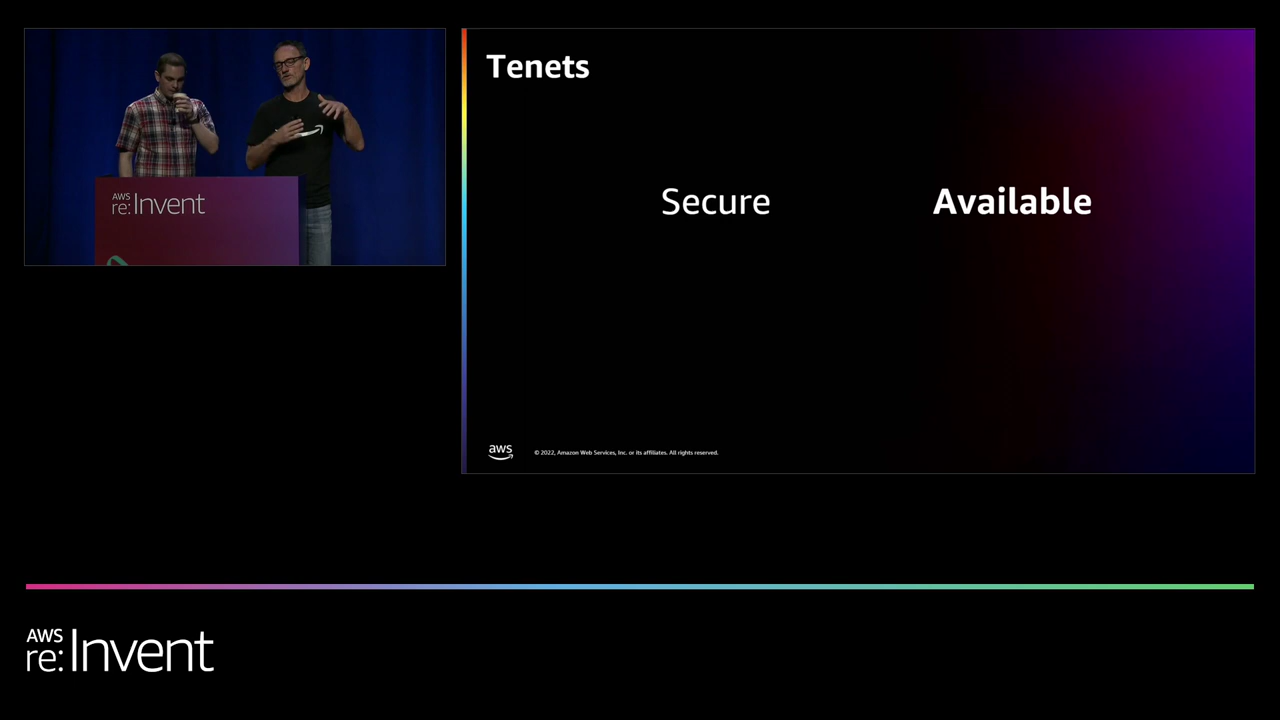 AWS
re:Invent
Tenets
Secure
Available
aws
© 2022, Amazon Web Services, Inc. or its affiliates. All rights reserved.
AWS
re:Invent